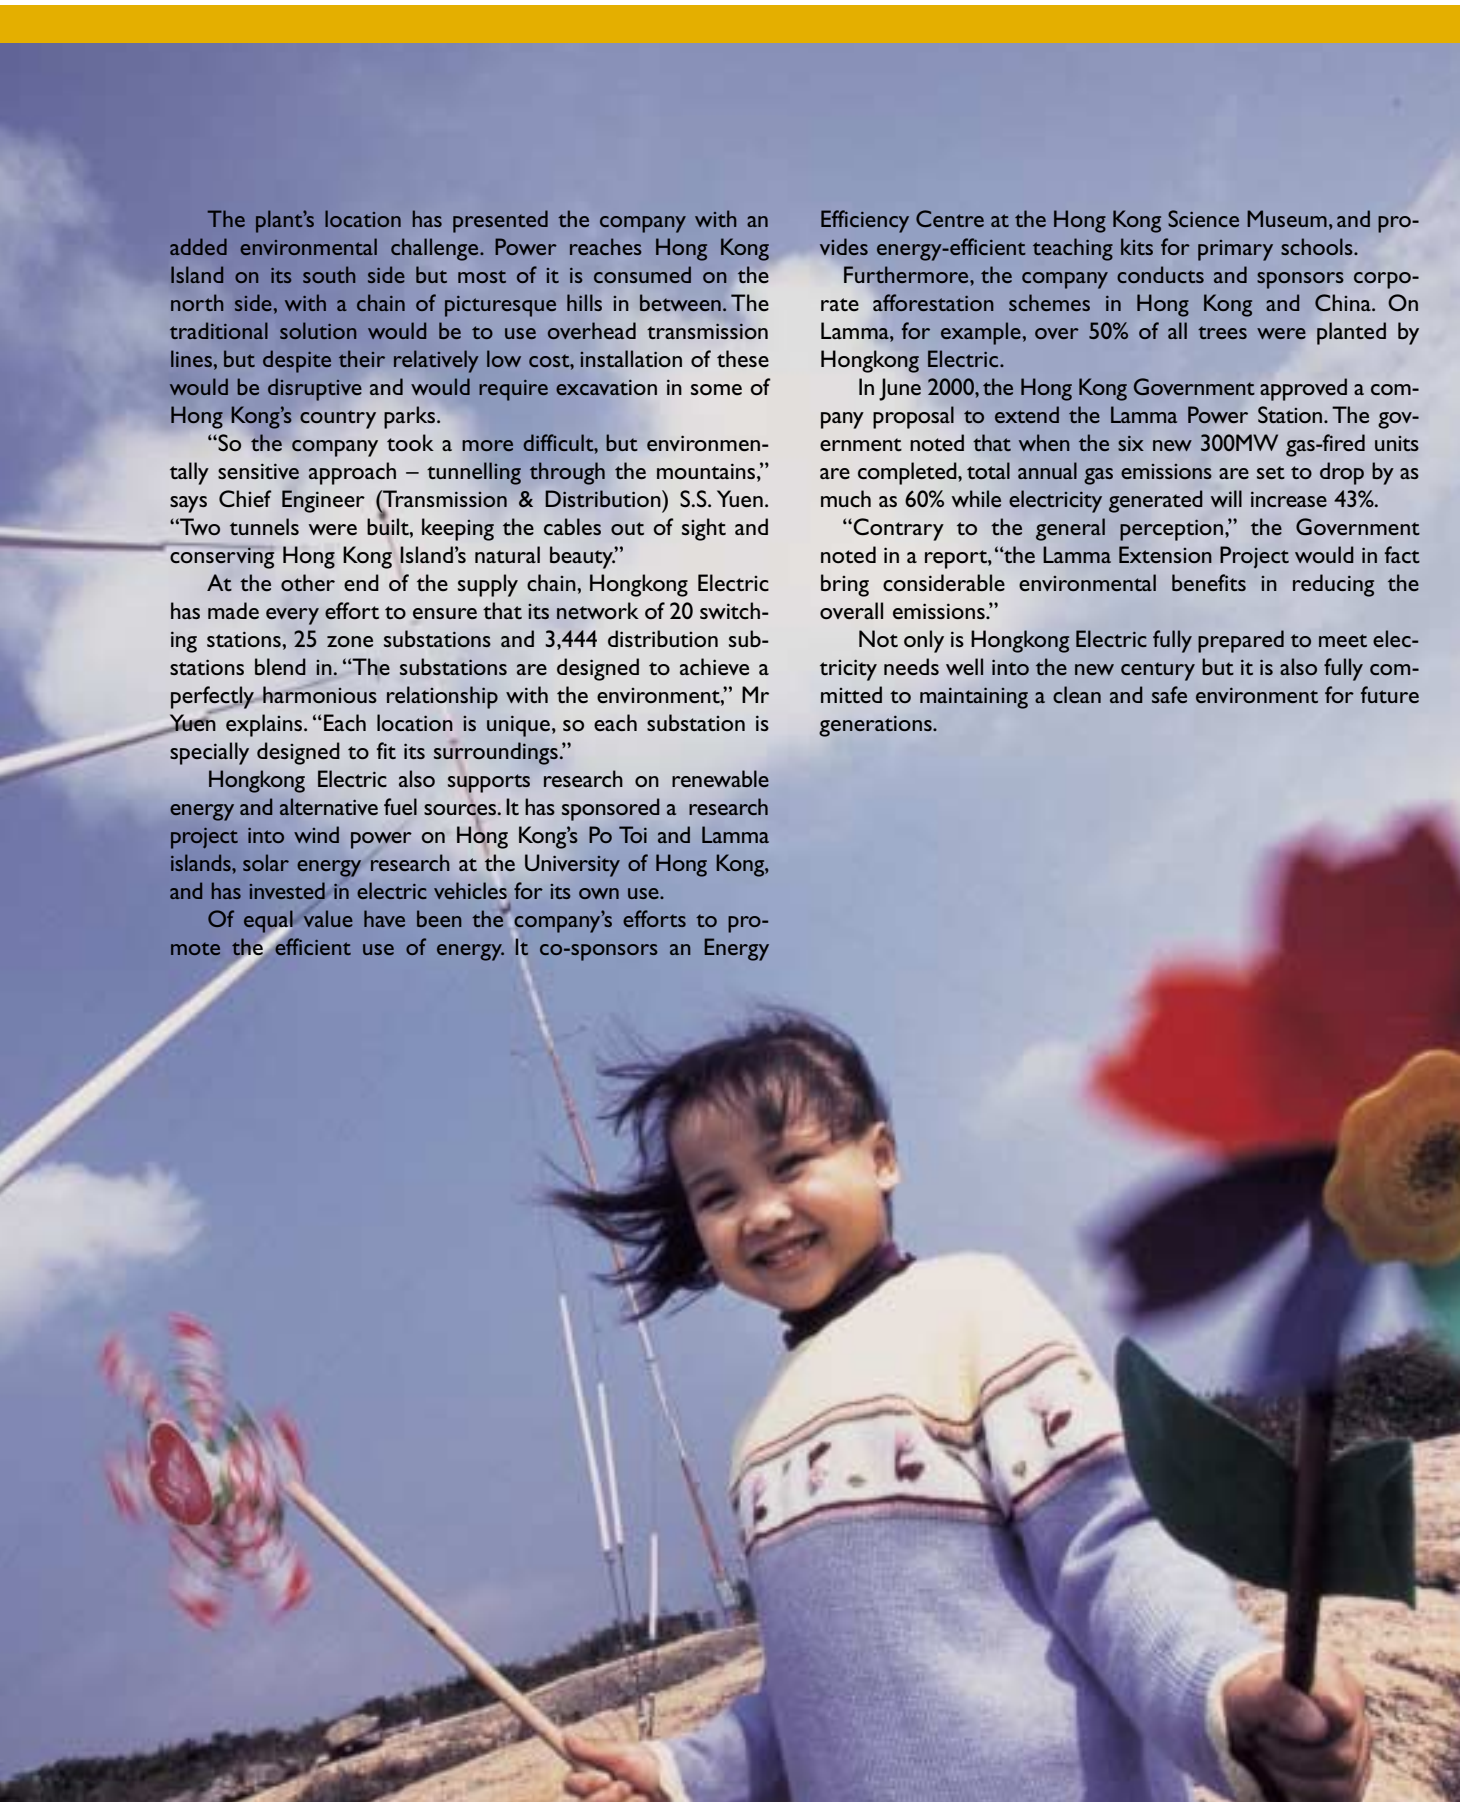 The plant’s location has presented the company with an
added environmental challenge. Power reaches Hong Kong
Island on its south side but most of it is consumed on the
north side, with a chain of picturesque hills in between. The
traditional solution would be to use overhead transmission
lines, but despite their relatively low cost, installation of these
would be disruptive and would require excavation in some of
Hong Kong’s country parks.
“So the company took a more difficult, but environmen-
tally sensitive approach – tunnelling through the mountains,”
says Chief Engineer (Transmission & Distribution) S.S. Yuen.
“Two tunnels were built, keeping the cables out of sight and
conserving Hong Kong Island’s natural beauty.”
At the other end of the supply chain, Hongkong Electric
has made every effort to ensure that its network of 20 switch-
ing stations, 25 zone substations and 3,444 distribution sub-
stations blend in. “The substations are designed to achieve a
perfectly harmonious relationship with the environment,” Mr
Yuen explains. “Each location is unique, so each substation is
specially designed to fit its surroundings.”
Hongkong Electric also supports research on renewable
energy and alternative fuel sources. It has sponsored a research
project into wind power on Hong Kong’s Po Toi and Lamma
islands, solar energy research at the University of Hong Kong,
and has invested in electric vehicles for its own use.
Of equal value have been the company’s efforts to pro-
mote the efficient use of energy. It co-sponsors an Energy
Efficiency Centre at the Hong Kong Science Museum, and pro-
vides energy-efficient teaching kits for primary schools.
Furthermore, the company conducts and sponsors corpo-
rate afforestation schemes in Hong Kong and China. On
Lamma, for example, over 50% of all trees were planted by
Hongkong Electric.
In June 2000, the Hong Kong Government approved a com-
pany proposal to extend the Lamma Power Station. The gov-
ernment noted that when the six new 300MW gas-fired units
are completed, total annual gas emissions are set to drop by as
much as 60% while electricity generated will increase 43%.
“Contrary to the general perception,” the Government
noted in a report, “the Lamma Extension Project would in fact
bring considerable environmental benefits in reducing the
overall emissions.”
Not only is Hongkong Electric fully prepared to meet elec-
tricity needs well into the new century but it is also fully com-
mitted to maintaining a clean and safe environment for future
generations.